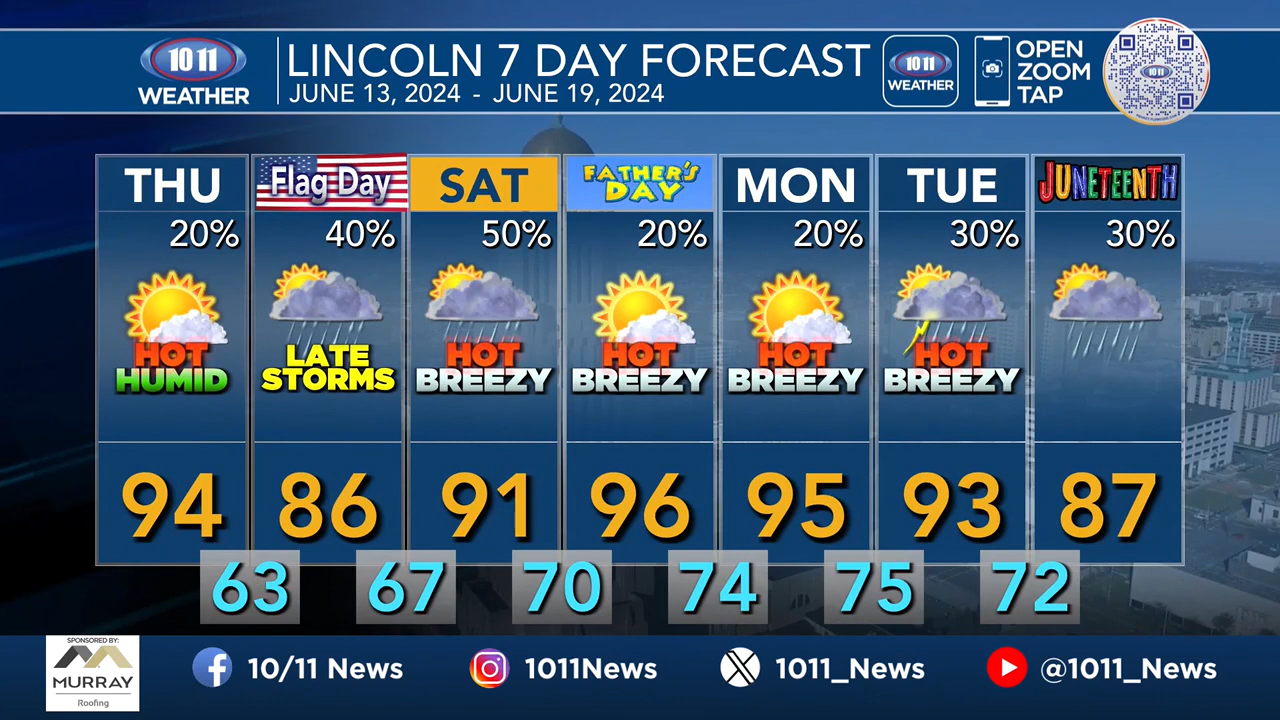 10 11
WEATHER
LINCOLN 7 DAY FORECAST
JUNE 13, 2024 - JUNE 19, 2024
10 11
WEATHER
OPEN
ZOOM
TAP
10 11
THU
Flag Day
SAT
FATHER'S
DAY
MON
TUE
JUNETEENTH
20%
40%
50%
20%
20%
30%
30%
HOT
HUMID
LATE
STORMS
HOT
BREEZY
HOT
BREEZY
HOT
BREEZY
HOT
BREEZY
94
86
91
96
95
93
87
63
67
70
74
75
72
SPONSORED BY:
MURRAY
Roofing
10/11 News
1011News
1011_News
@1011_News